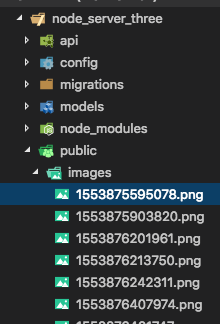 node_server_three
api
config
migrations
models
node_modules
public
images
1553875595078.png
1553875903820.png
1553876201961.png
1553876213750.png
1553876242311.png
1553876407974.png